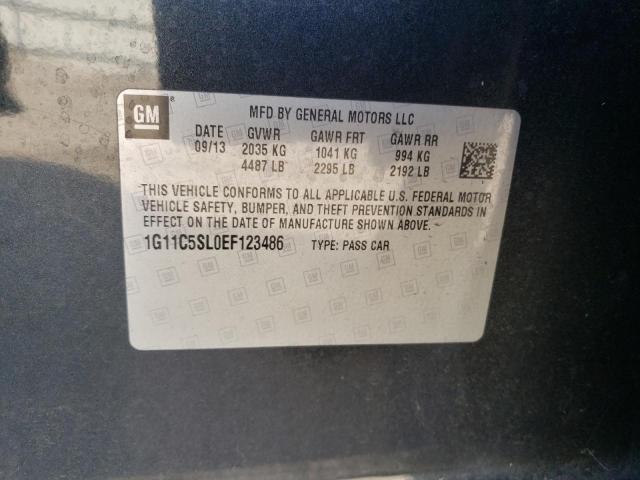 GM
MFD BY GENERAL MOTORS LLC
DATE GVWR GAWR FRT GAWR RR
09/13 2035 KG 1041 KG 994 KG
4487 LB 2295 LB 2192 LB
THIS VEHICLE CONFORMS TO ALL APPLICABLE U.S. FEDERAL MOTOR
VEHICLE SAFETY, BUMPER, AND THEFT PREVENTION STANDARDS IN
EFFECT ON THE DATE OF MANUFACTURE SHOWN ABOVE.
1G11C5SL0EF123486 TYPE: PASS CAR